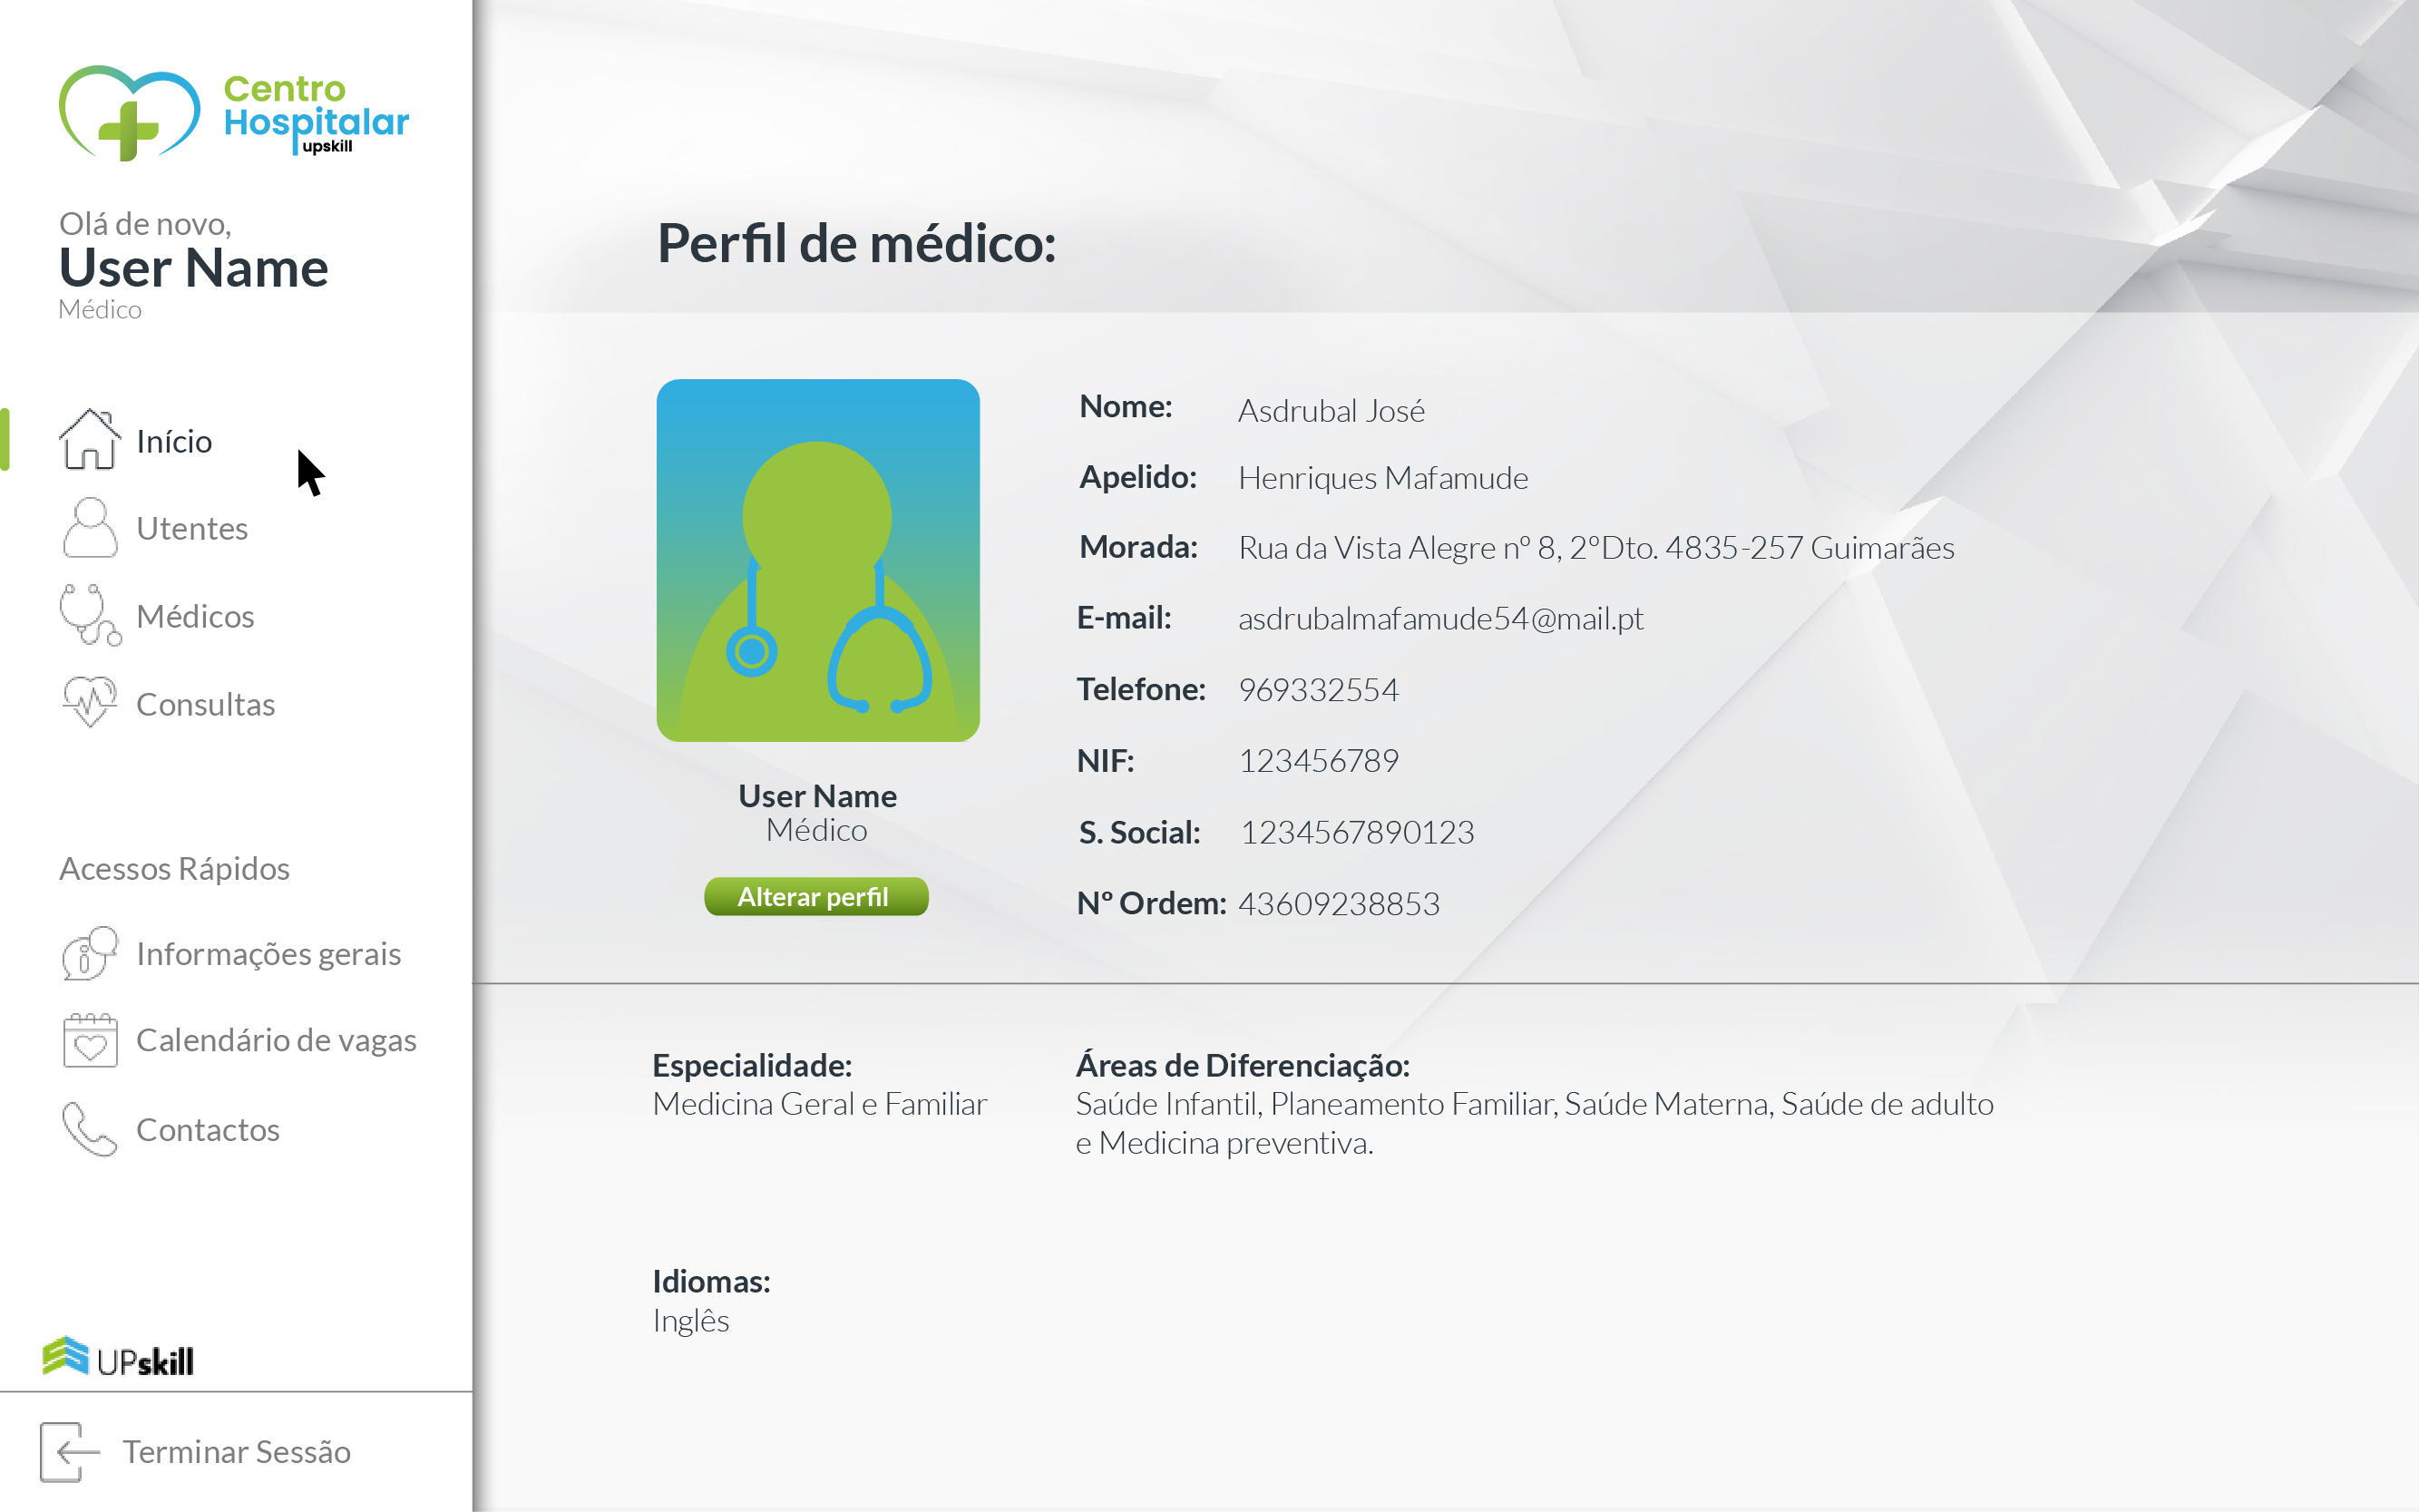 Centro
Hospitalar
upskill
Olá de novo,
User Name
Médico
Início
Utentes
Médicos
Consultas
Acessos Rápidos
Informações gerais
Calendário de vagas
Contactos
UPskill
Terminar Sessão
Perfil de médico:
User Name
Médico
Alterar perfil
Nome: Asdrubal José
Apelido: Henriques Mafamude
Morada: Rua da Vista Alegre nº 8, 2ºDto. 4835-257 Guimarães
E-mail: asdrubalmafamude54@mail.pt
Telefone: 969332554
NIF: 123456789
S. Social: 1234567890123
Nº Ordem: 43609238853
Especialidade:
Medicina Geral e Familiar
Áreas de Diferenciação:
Saúde Infantil, Planeamento Familiar, Saúde Materna, Saúde de adulto
e Medicina preventiva.
Idiomas:
Inglês